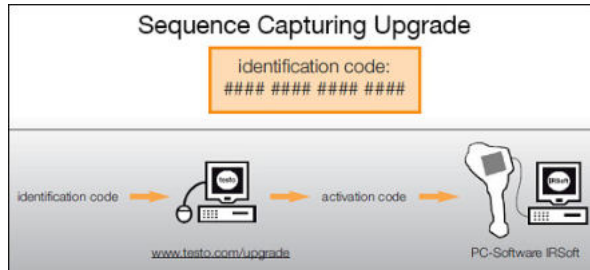 Sequence Capturing Upgrade
identification code:
#### #### #### ####
identification code
testo
activation code
IRSoft
www.testo.com/upgrade
PC-Software IRSoft